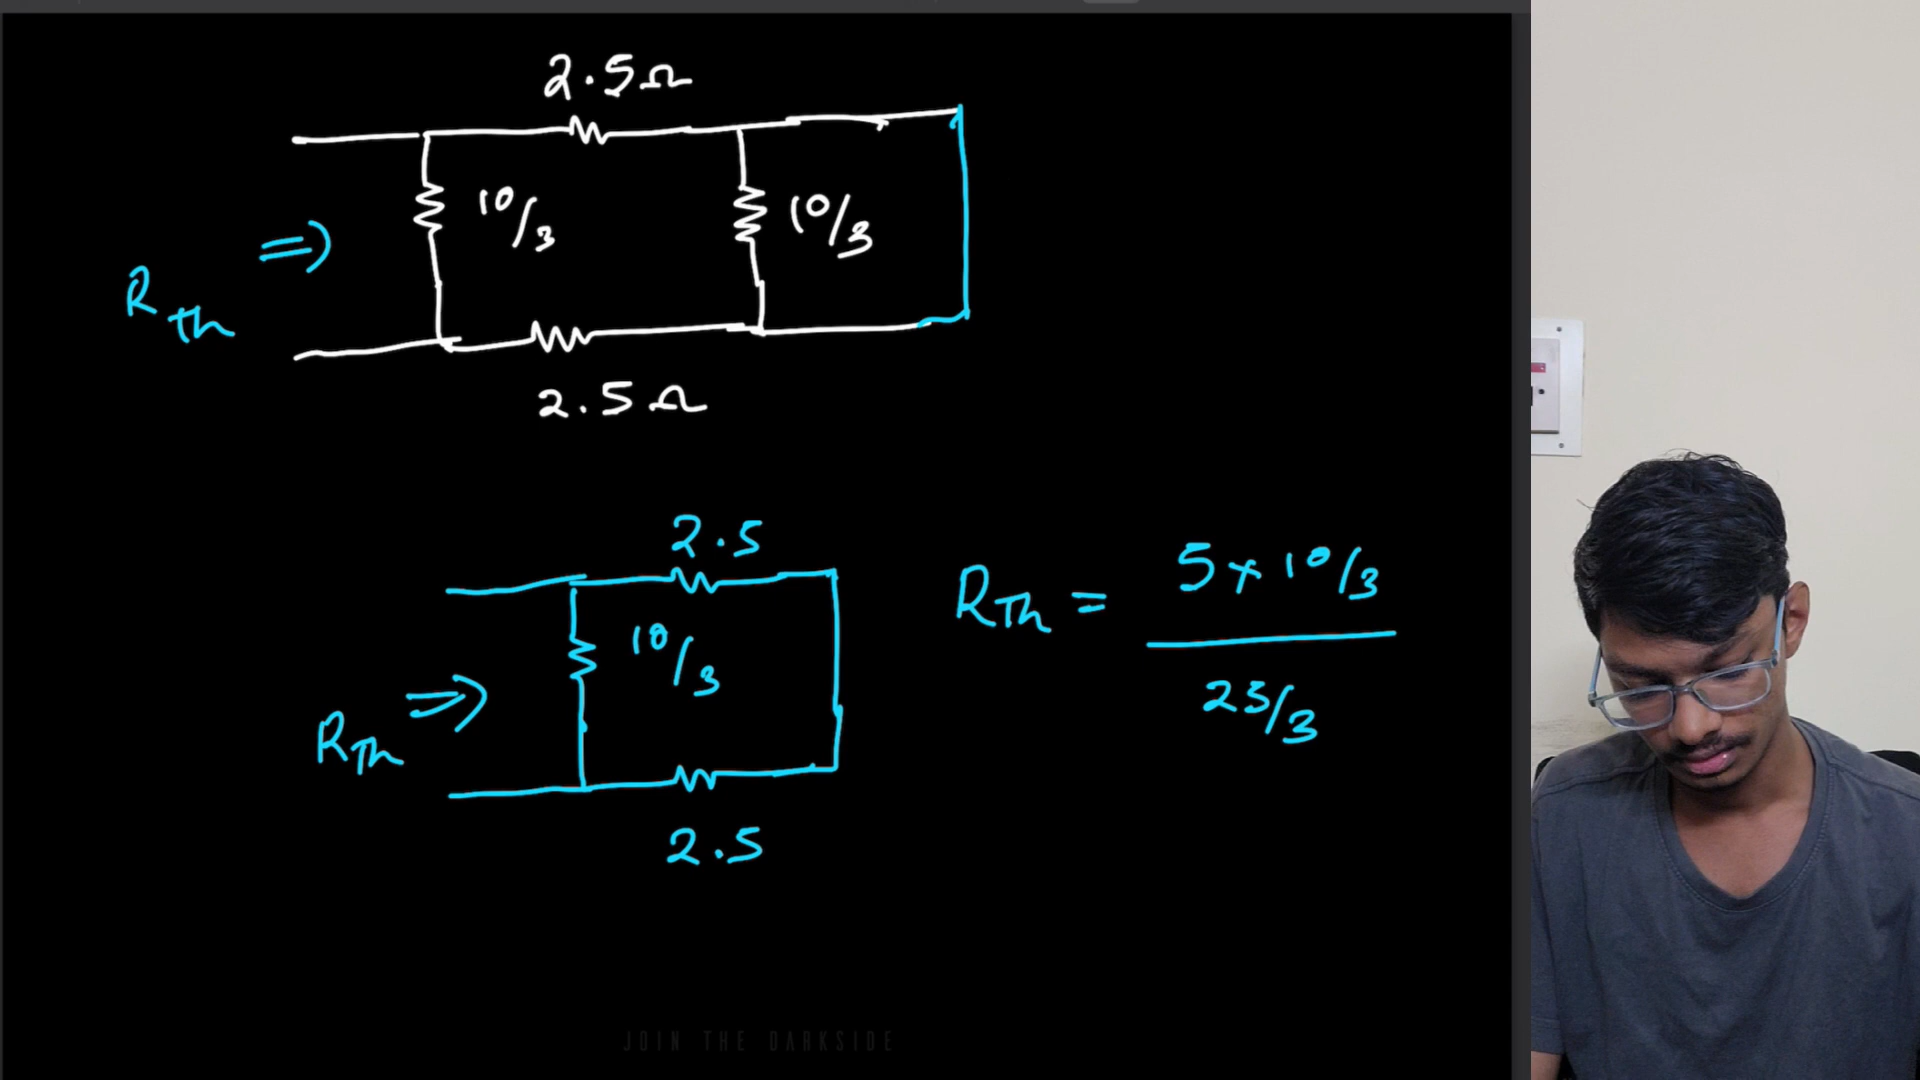 2.5Ω
10/3
10/3
⇒
Rth
2.5Ω
2.5
10/3
⇒
RTh
2.5
RTh = 5 × 10/3
25/3
JOIN THE DARKSIDE